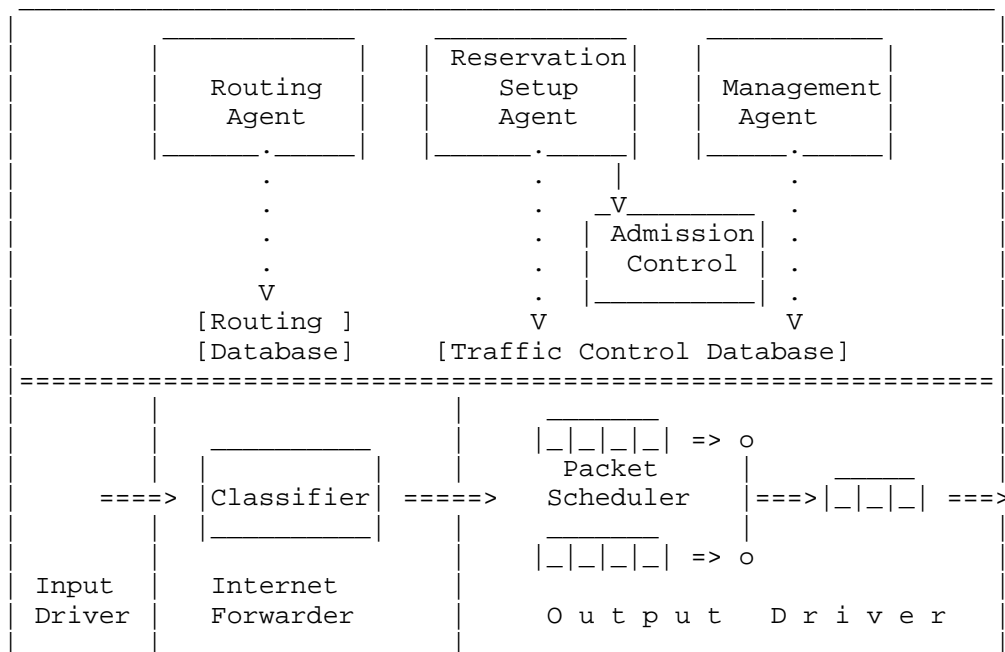 Reservation
Routing Setup Management
Agent Agent Agent
Admission
Control
[Routing ]
[Database] [Traffic Control Database]
Packet
Classifier Scheduler
Input Internet
Driver Forwarder O u t p u t D r i v e r